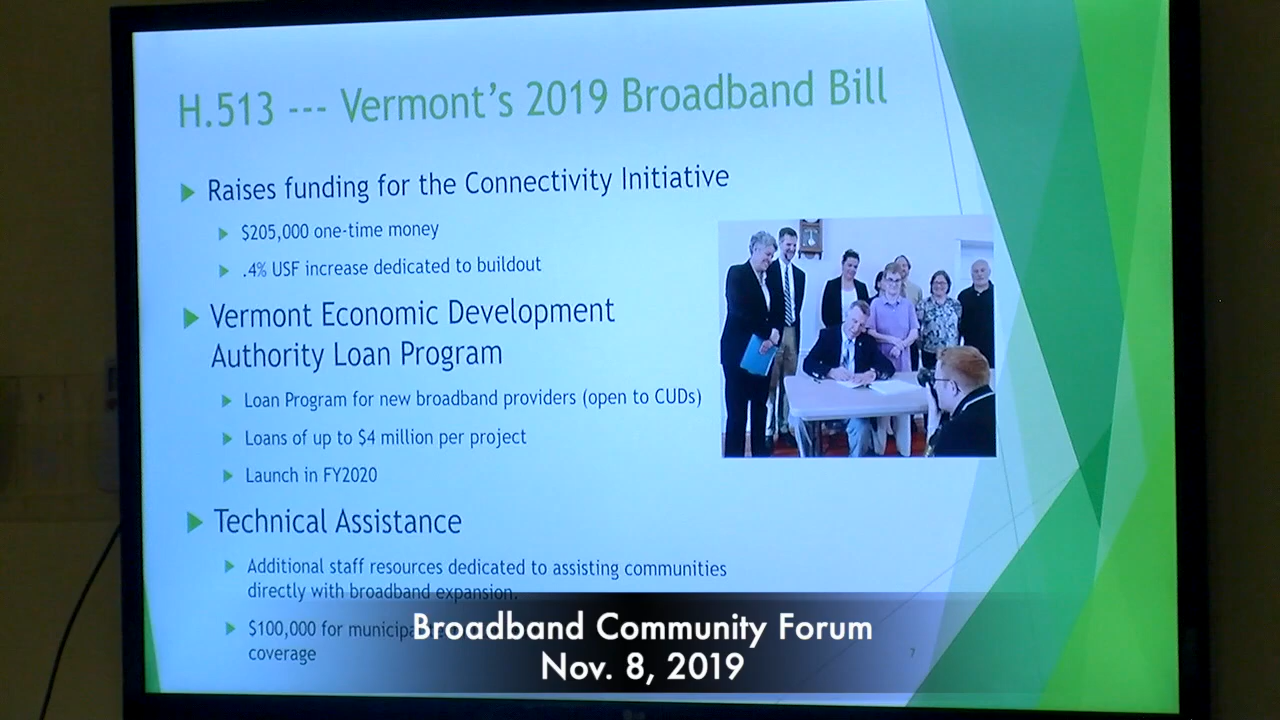 H.513 --- Vermont's 2019 Broadband Bill
Raises funding for the Connectivity Initiative
$205,000 one-time money
.4% USF increase dedicated to buildout
Vermont Economic Development
Authority Loan Program
Loan Program for new broadband providers (open to CUDs)
Loans of up to $4 million per project
Launch in FY2020
Technical Assistance
Additional staff resources dedicated to assisting communities
directly with broadband expansion.
$100,000 for
coverage
7
Broadband Community Forum
Nov. 8, 2019